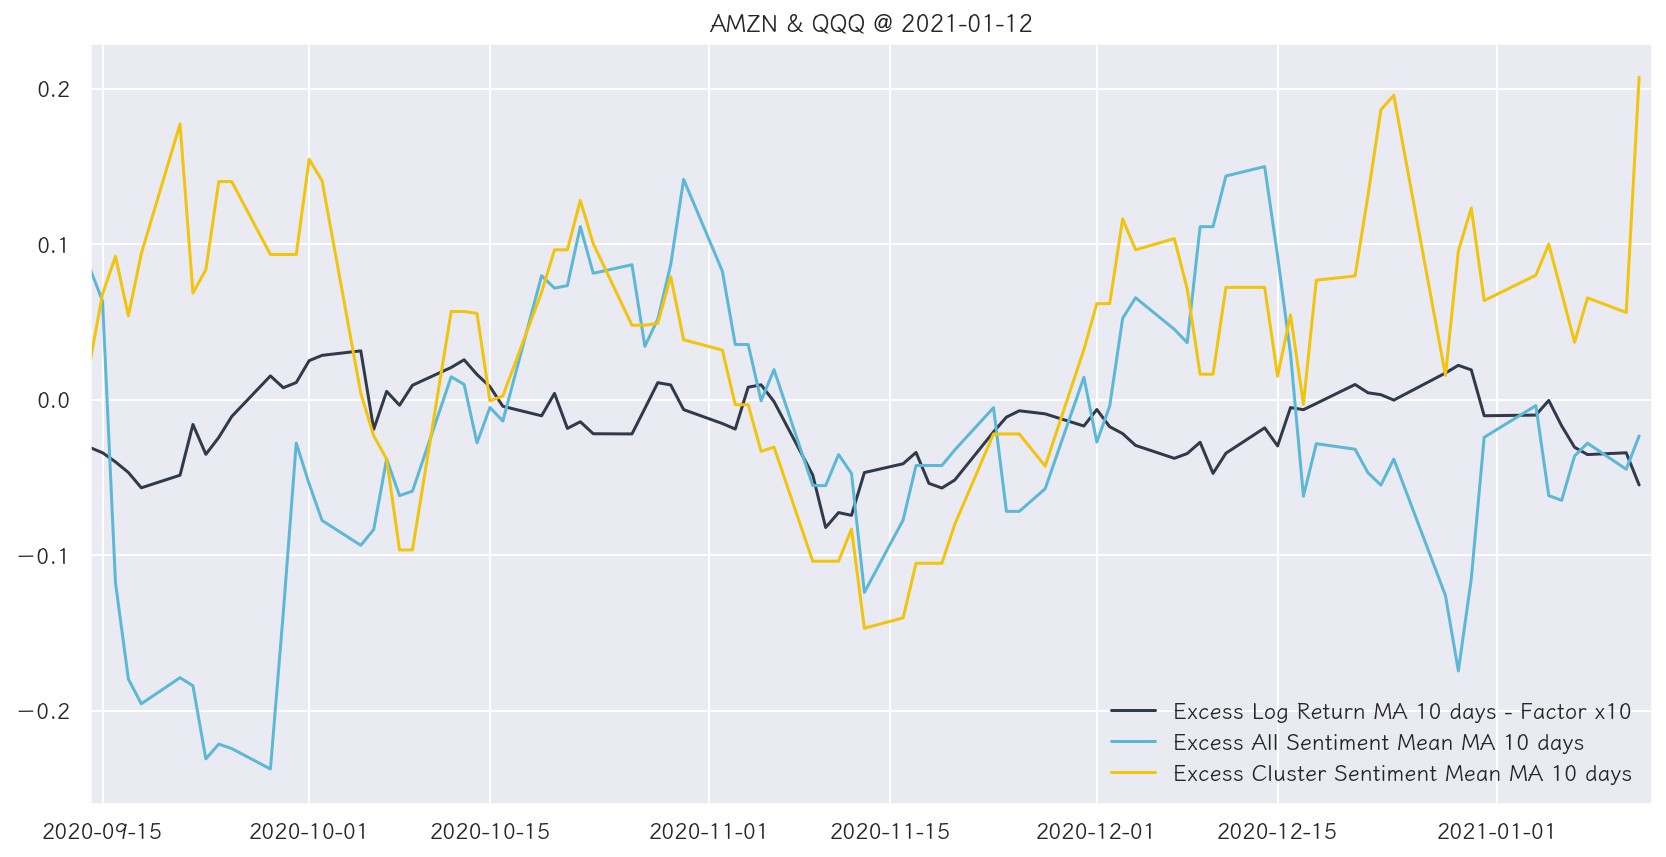 AMZN & QQQ @ 2021-01-12
0.2
0.1
0.0
−0.1
−0.2
Excess Log Return MA 10 days - Factor x10
Excess All Sentiment Mean MA 10 days
Excess Cluster Sentiment Mean MA 10 days
2020-09-15 2020-10-01 2020-10-15 2020-11-01 2020-11-15 2020-12-01 2020-12-15 2021-01-01